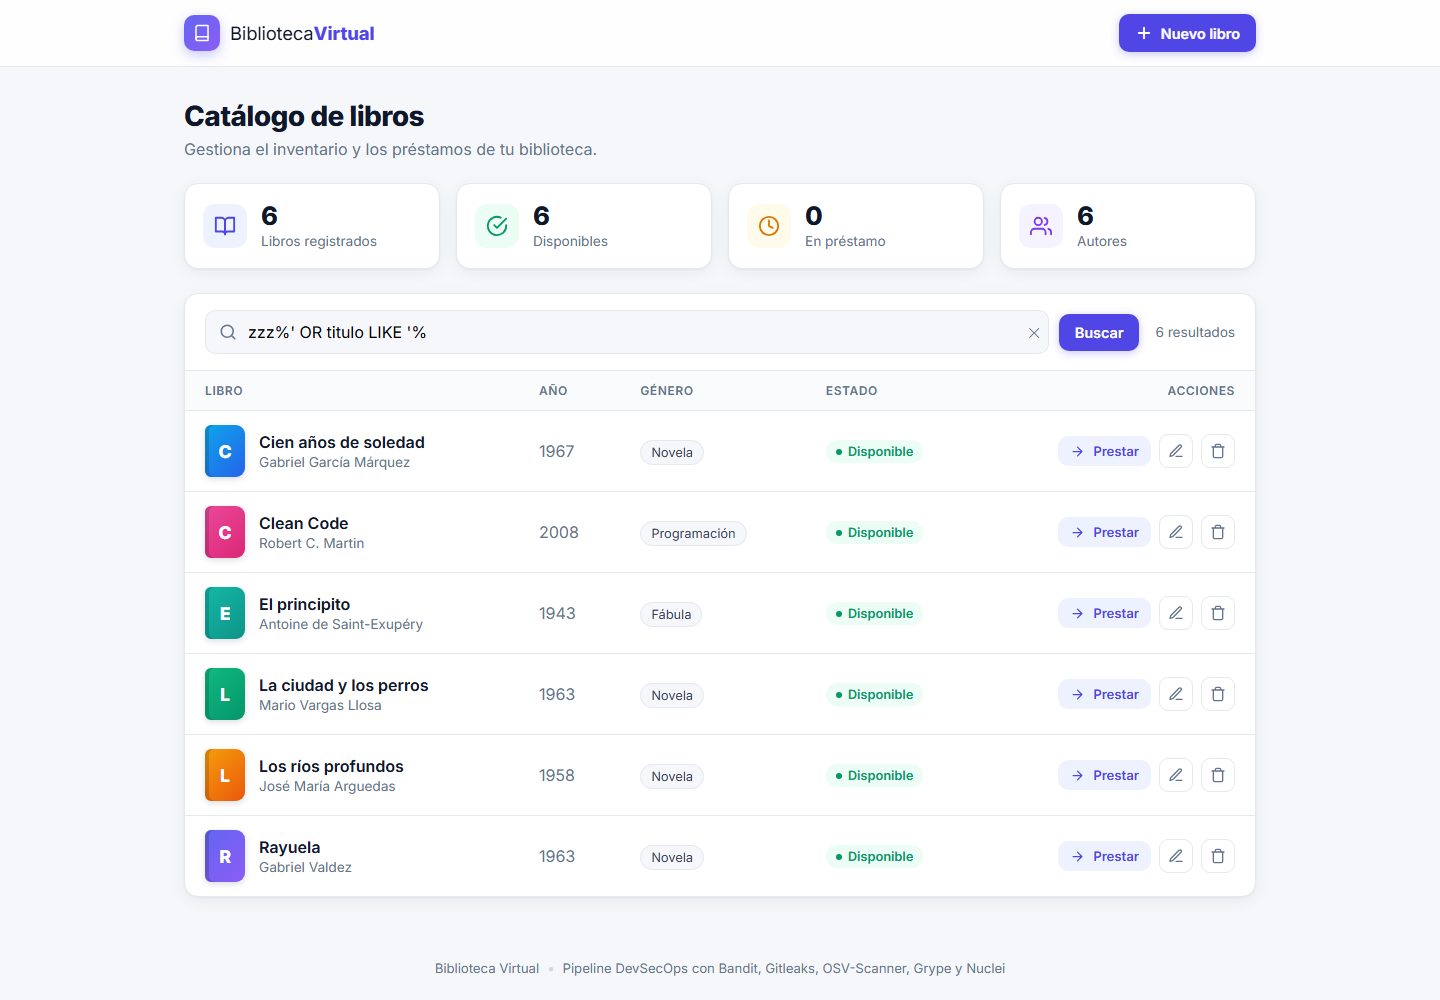 BibliotecaVirtual
Nuevo libro
Catálogo de libros
Gestiona el inventario y los préstamos de tu biblioteca.
6
Libros registrados
6
Disponibles
0
En préstamo
6
Autores
zzz%' OR titulo LIKE '%
Buscar
6 resultados
LIBRO AÑO GÉNERO ESTADO ACCIONES
C
Cien años de soledad
Gabriel García Márquez
1967
Novela
Disponible
Prestar
C
Clean Code
Robert C. Martin
2008
Programación
Disponible
Prestar
E
El principito
Antoine de Saint-Exupéry
1943
Fábula
Disponible
Prestar
L
La ciudad y los perros
Mario Vargas Llosa
1963
Novela
Disponible
Prestar
L
Los ríos profundos
José María Arguedas
1958
Novela
Disponible
Prestar
R
Rayuela
Gabriel Valdez
1963
Novela
Disponible
Prestar
Biblioteca Virtual • Pipeline DevSecOps con Bandit, Gitleaks, OSV-Scanner, Grype y Nuclei